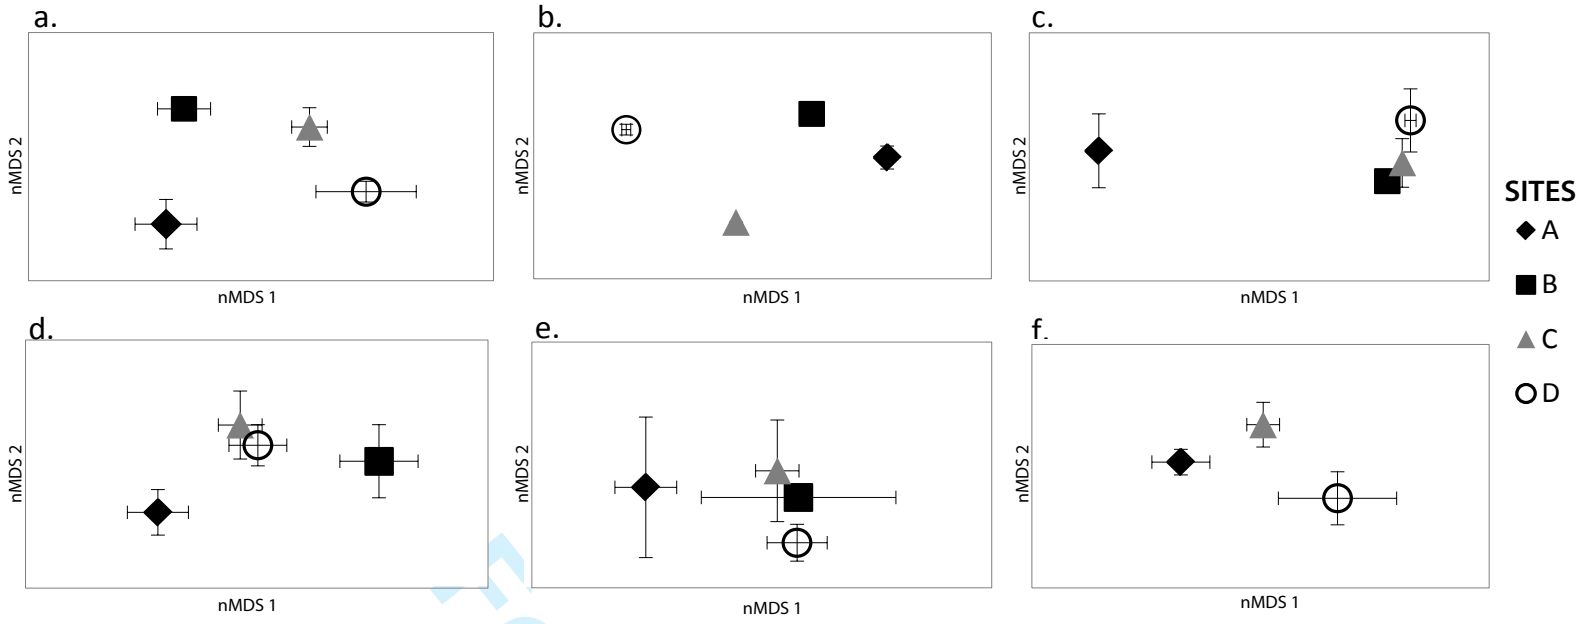 a.
b.
c.
nMDS 2
nMDS 2
nMDS 2
nMDS 1
nMDS 1
nMDS 1
SITES
A
B
C
D
d.
e.
f.
nMDS 2
nMDS 2
nMDS 2
nMDS 1
nMDS 1
nMDS 1